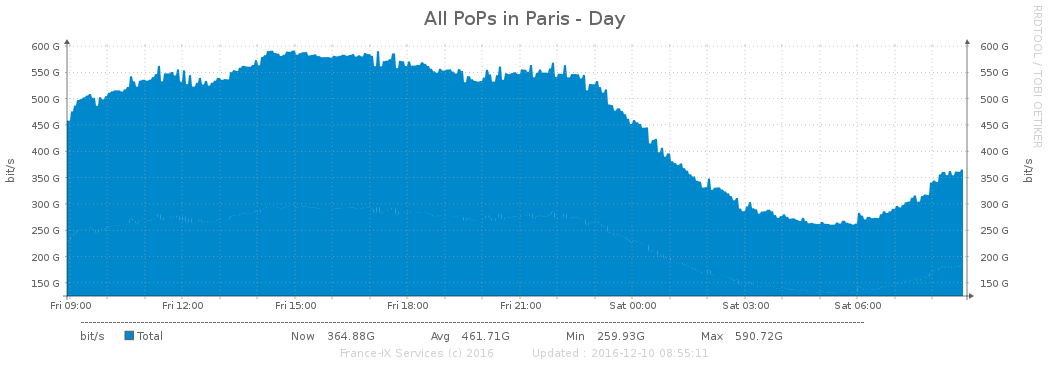 All PoPs in Paris - Day
RRDTOOL / TOBI OETIKER
600 G 600 G
550 G 550 G
500 G 500 G
450 G 450 G
400 G 400 G
350 G 350 G
300 G 300 G
250 G 250 G
200 G 200 G
150 G 150 G
bit/s bit/s
Fri 09:00 Fri 12:00 Fri 15:00 Fri 18:00 Fri 21:00 Sat 00:00 Sat 03:00 Sat 06:00
bit/s Total Now 364.88G Avg 461.71G Min 259.93G Max 590.72G
France-IX Services (c) 2016 Updated : 2016-12-10 08:55:11